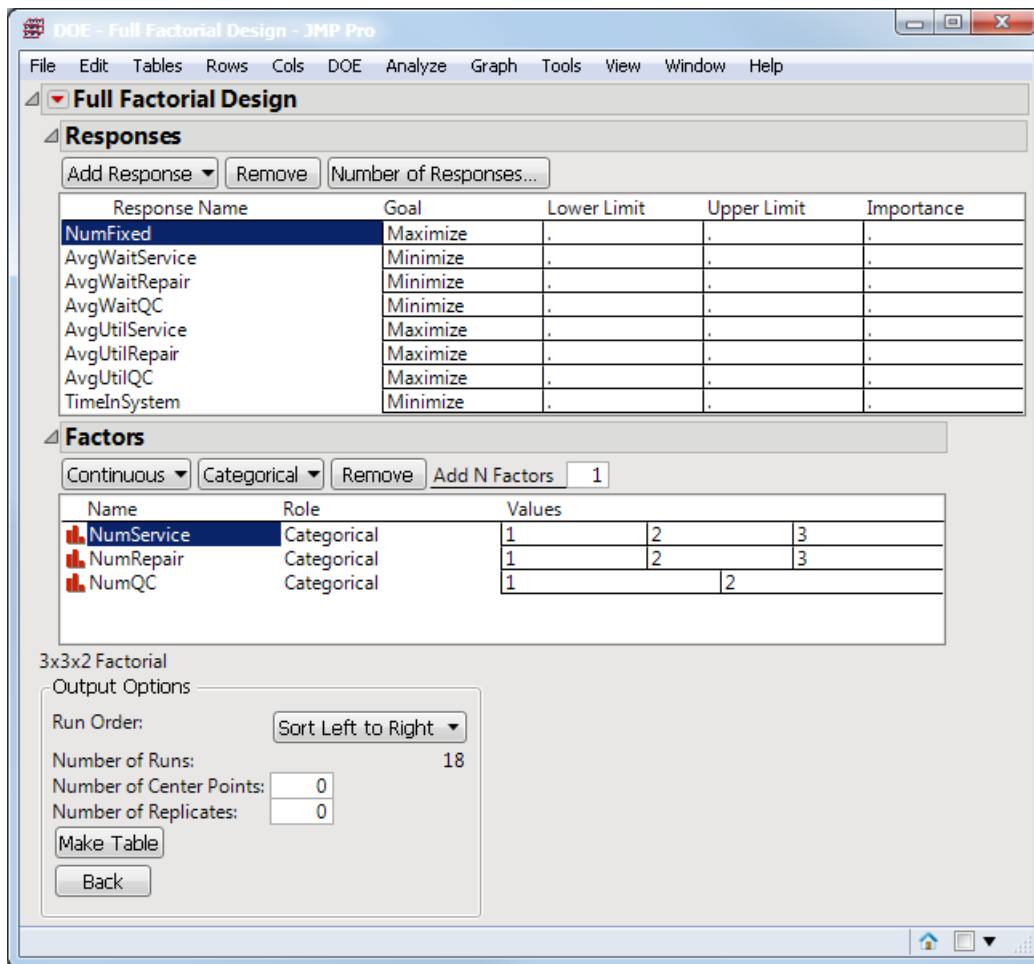 DOE - Full Factorial Design - JMP Pro
File Edit Tables Rows Cols DOE Analyze Graph Tools View Window Help
Full Factorial Design
Responses
Add Response Remove Number of Responses...
Response Name Goal Lower Limit Upper Limit Importance
NumFixed Maximize . . .
AvgWaitService Minimize . . .
AvgWaitRepair Minimize . . .
AvgWaitQC Minimize . . .
AvgUtilService Maximize . . .
AvgUtilRepair Maximize . . .
AvgUtilQC Maximize . . .
TimeInSystem Minimize . . .
Factors
Continuous Categorical Remove Add N Factors 1
Name Role Values
NumService Categorical 1 2 3
NumRepair Categorical 1 2 3
NumQC Categorical 1 2
3x3x2 Factorial
Output Options
Run Order: Sort Left to Right
Number of Runs: 18
Number of Center Points: 0
Number of Replicates: 0
Make Table
Back